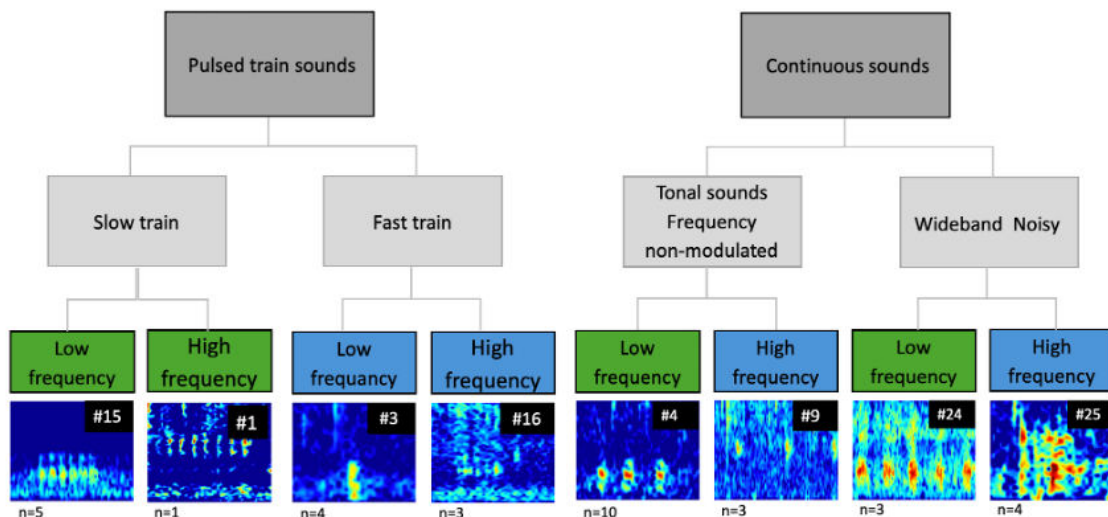 Pulsed train sounds
Continuous sounds
Slow train
Fast train
Tonal sounds
Frequency
non-modulated
Wideband Noisy
Low
frequency
High
frequency
Low
frequancy
High
frequency
Low
frequency
High
frequency
Low
frequency
High
frequency
#15
#1
#3
#16
#4
#9
#24
#25
n=5
n=1
n=4
n=3
n=10
n=3
n=3
n=4